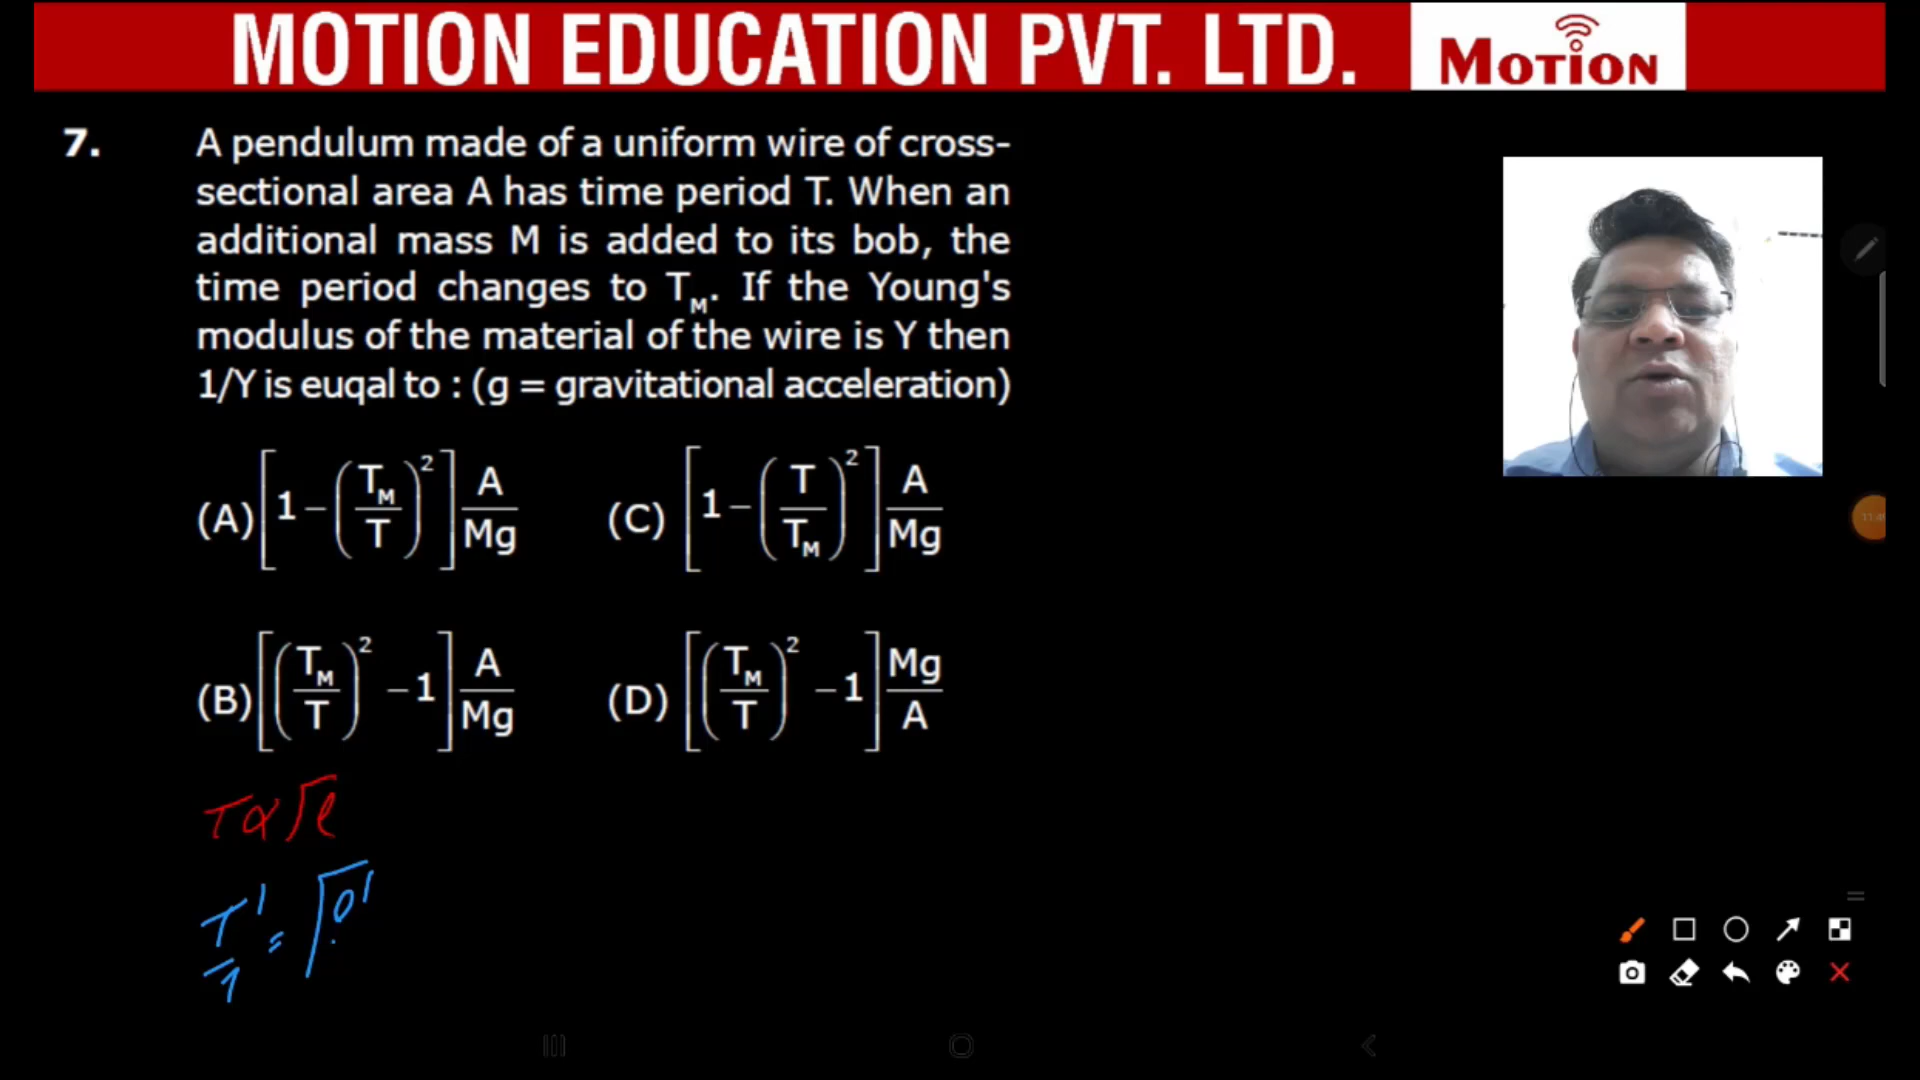 MOTION EDUCATION PVT. LTD.
MOTION
7. A pendulum made of a uniform wire of cross-
sectional area A has time period T. When an
additional mass M is added to its bob, the
time period changes to T_M. If the Young's
modulus of the material of the wire is Y then
1/Y is euqal to : (g = gravitational acceleration)
(A) [1 – (T_M/T)²] A/Mg (C) [1 – (T/T_M)²] A/Mg
(B) [(T_M/T)² – 1] A/Mg (D) [(T_M/T)² – 1] Mg/A
T α √l